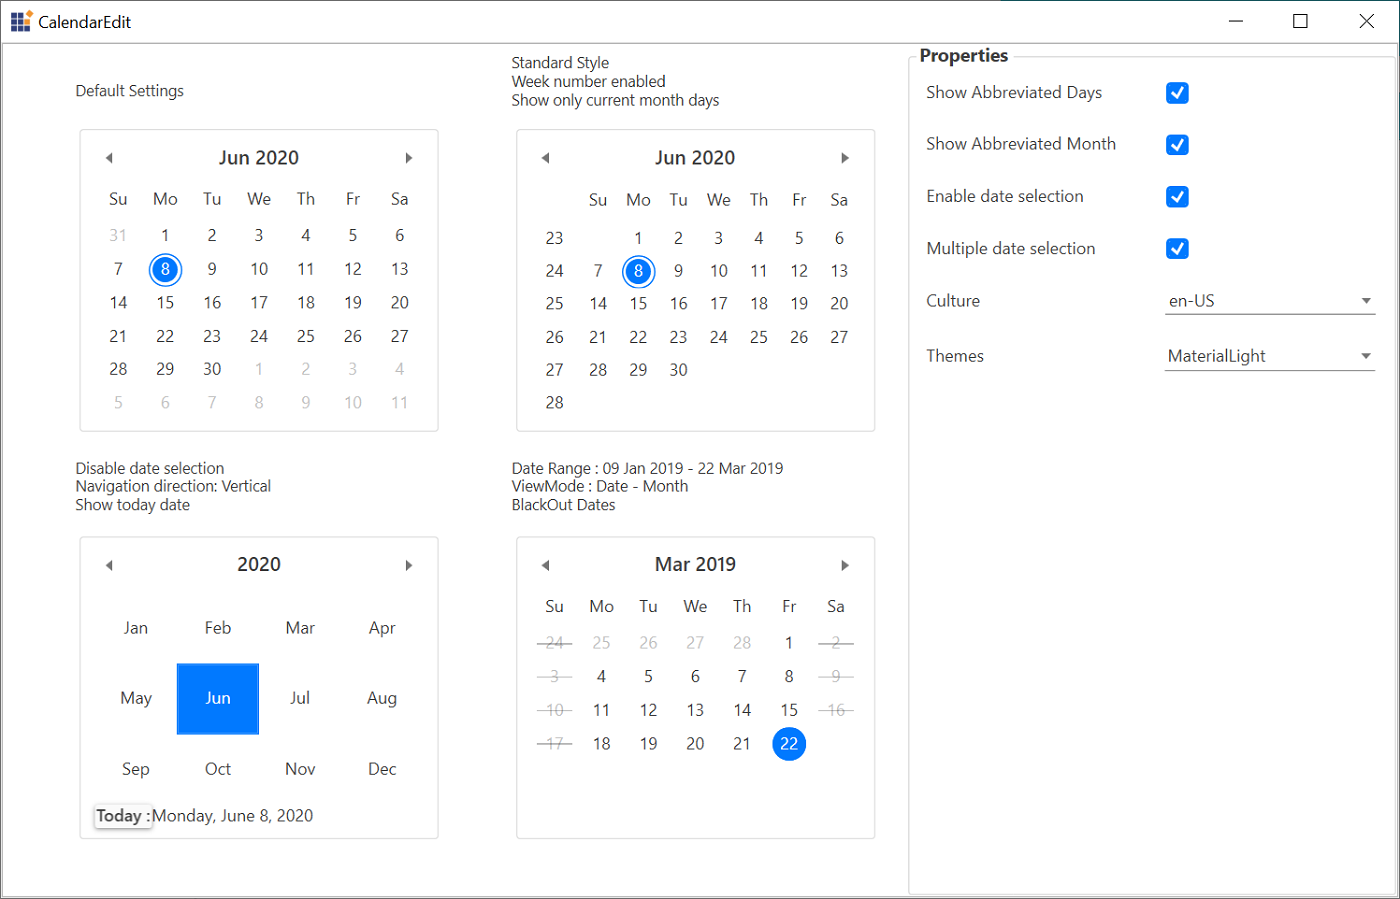 CalendarEdit
Default Settings
Jun 2020
Su Mo Tu We Th Fr Sa
31 1 2 3 4 5 6
7 8 9 10 11 12 13
14 15 16 17 18 19 20
21 22 23 24 25 26 27
28 29 30 1 2 3 4
5 6 7 8 9 10 11
Standard Style
Week number enabled
Show only current month days
Jun 2020
Su Mo Tu We Th Fr Sa
23 1 2 3 4 5 6
24 7 8 9 10 11 12 13
25 14 15 16 17 18 19 20
26 21 22 23 24 25 26 27
27 28 29 30
28
Disable date selection
Navigation direction: Vertical
Show today date
2020
Jan Feb Mar Apr
May Jun Jul Aug
Sep Oct Nov Dec
Today : Monday, June 8, 2020
Date Range : 09 Jan 2019 - 22 Mar 2019
ViewMode : Date - Month
BlackOut Dates
Mar 2019
Su Mo Tu We Th Fr Sa
24 25 26 27 28 1 2
3 4 5 6 7 8 9
10 11 12 13 14 15 16
17 18 19 20 21 22
Properties
Show Abbreviated Days
Show Abbreviated Month
Enable date selection
Multiple date selection
Culture en-US
Themes MaterialLight